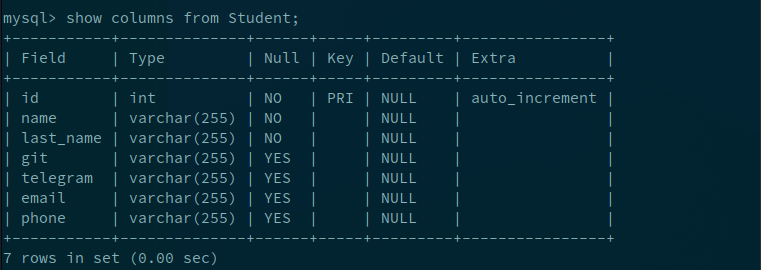 mysql> show columns from Student;
+-----------+--------------+------+-----+---------+----------------+
| Field     | Type         | Null | Key | Default | Extra          |
+-----------+--------------+------+-----+---------+----------------+
| id        | int          | NO   | PRI | NULL    | auto_increment |
| name      | varchar(255) | NO   |     | NULL    |                |
| last_name | varchar(255) | NO   |     | NULL    |                |
| git       | varchar(255) | YES  |     | NULL    |                |
| telegram  | varchar(255) | YES  |     | NULL    |                |
| email     | varchar(255) | YES  |     | NULL    |                |
| phone     | varchar(255) | YES  |     | NULL    |                |
+-----------+--------------+------+-----+---------+----------------+
7 rows in set (0.00 sec)